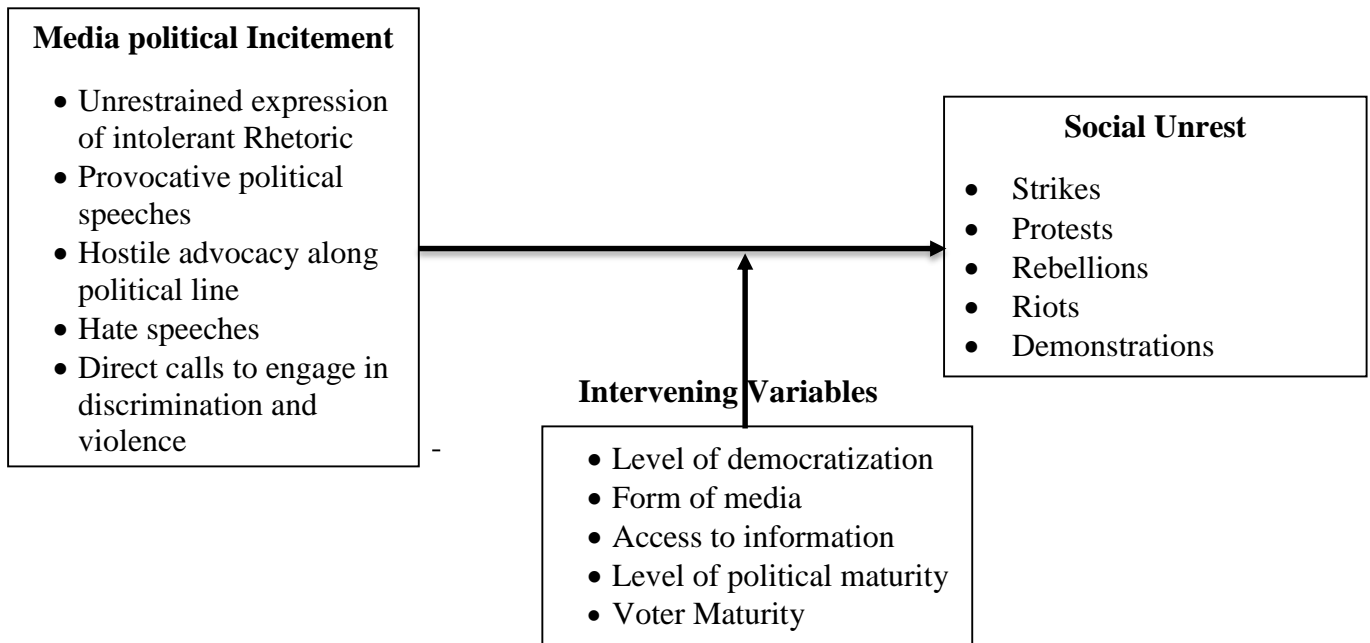 Media political Incitement
• Unrestrained expression
of intolerant Rhetoric
• Provocative political
speeches
• Hostile advocacy along
political line
• Hate speeches
• Direct calls to engage in
discrimination and
violence
-
Social Unrest
• Strikes
• Protests
• Rebellions
• Riots
• Demonstrations
Intervening Variables
• Level of democratization
• Form of media
• Access to information
• Level of political maturity
• Voter Maturity